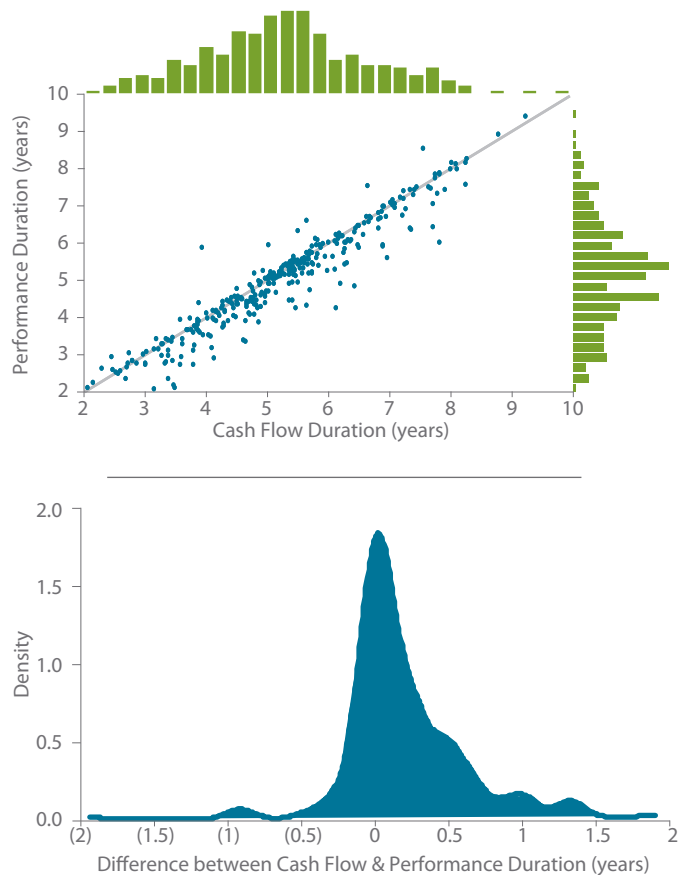 10
9
8
7
6
5
4
3
2
Performance Duration (years)
2 3 4 5 6 7 8 9 10
Cash Flow Duration (years)
2.0
1.5
1.0
0.5
0.0
Density
(2) (1.5) (1) (0.5) 0 0.5 1 1.5 2
Difference between Cash Flow & Performance Duration (years)